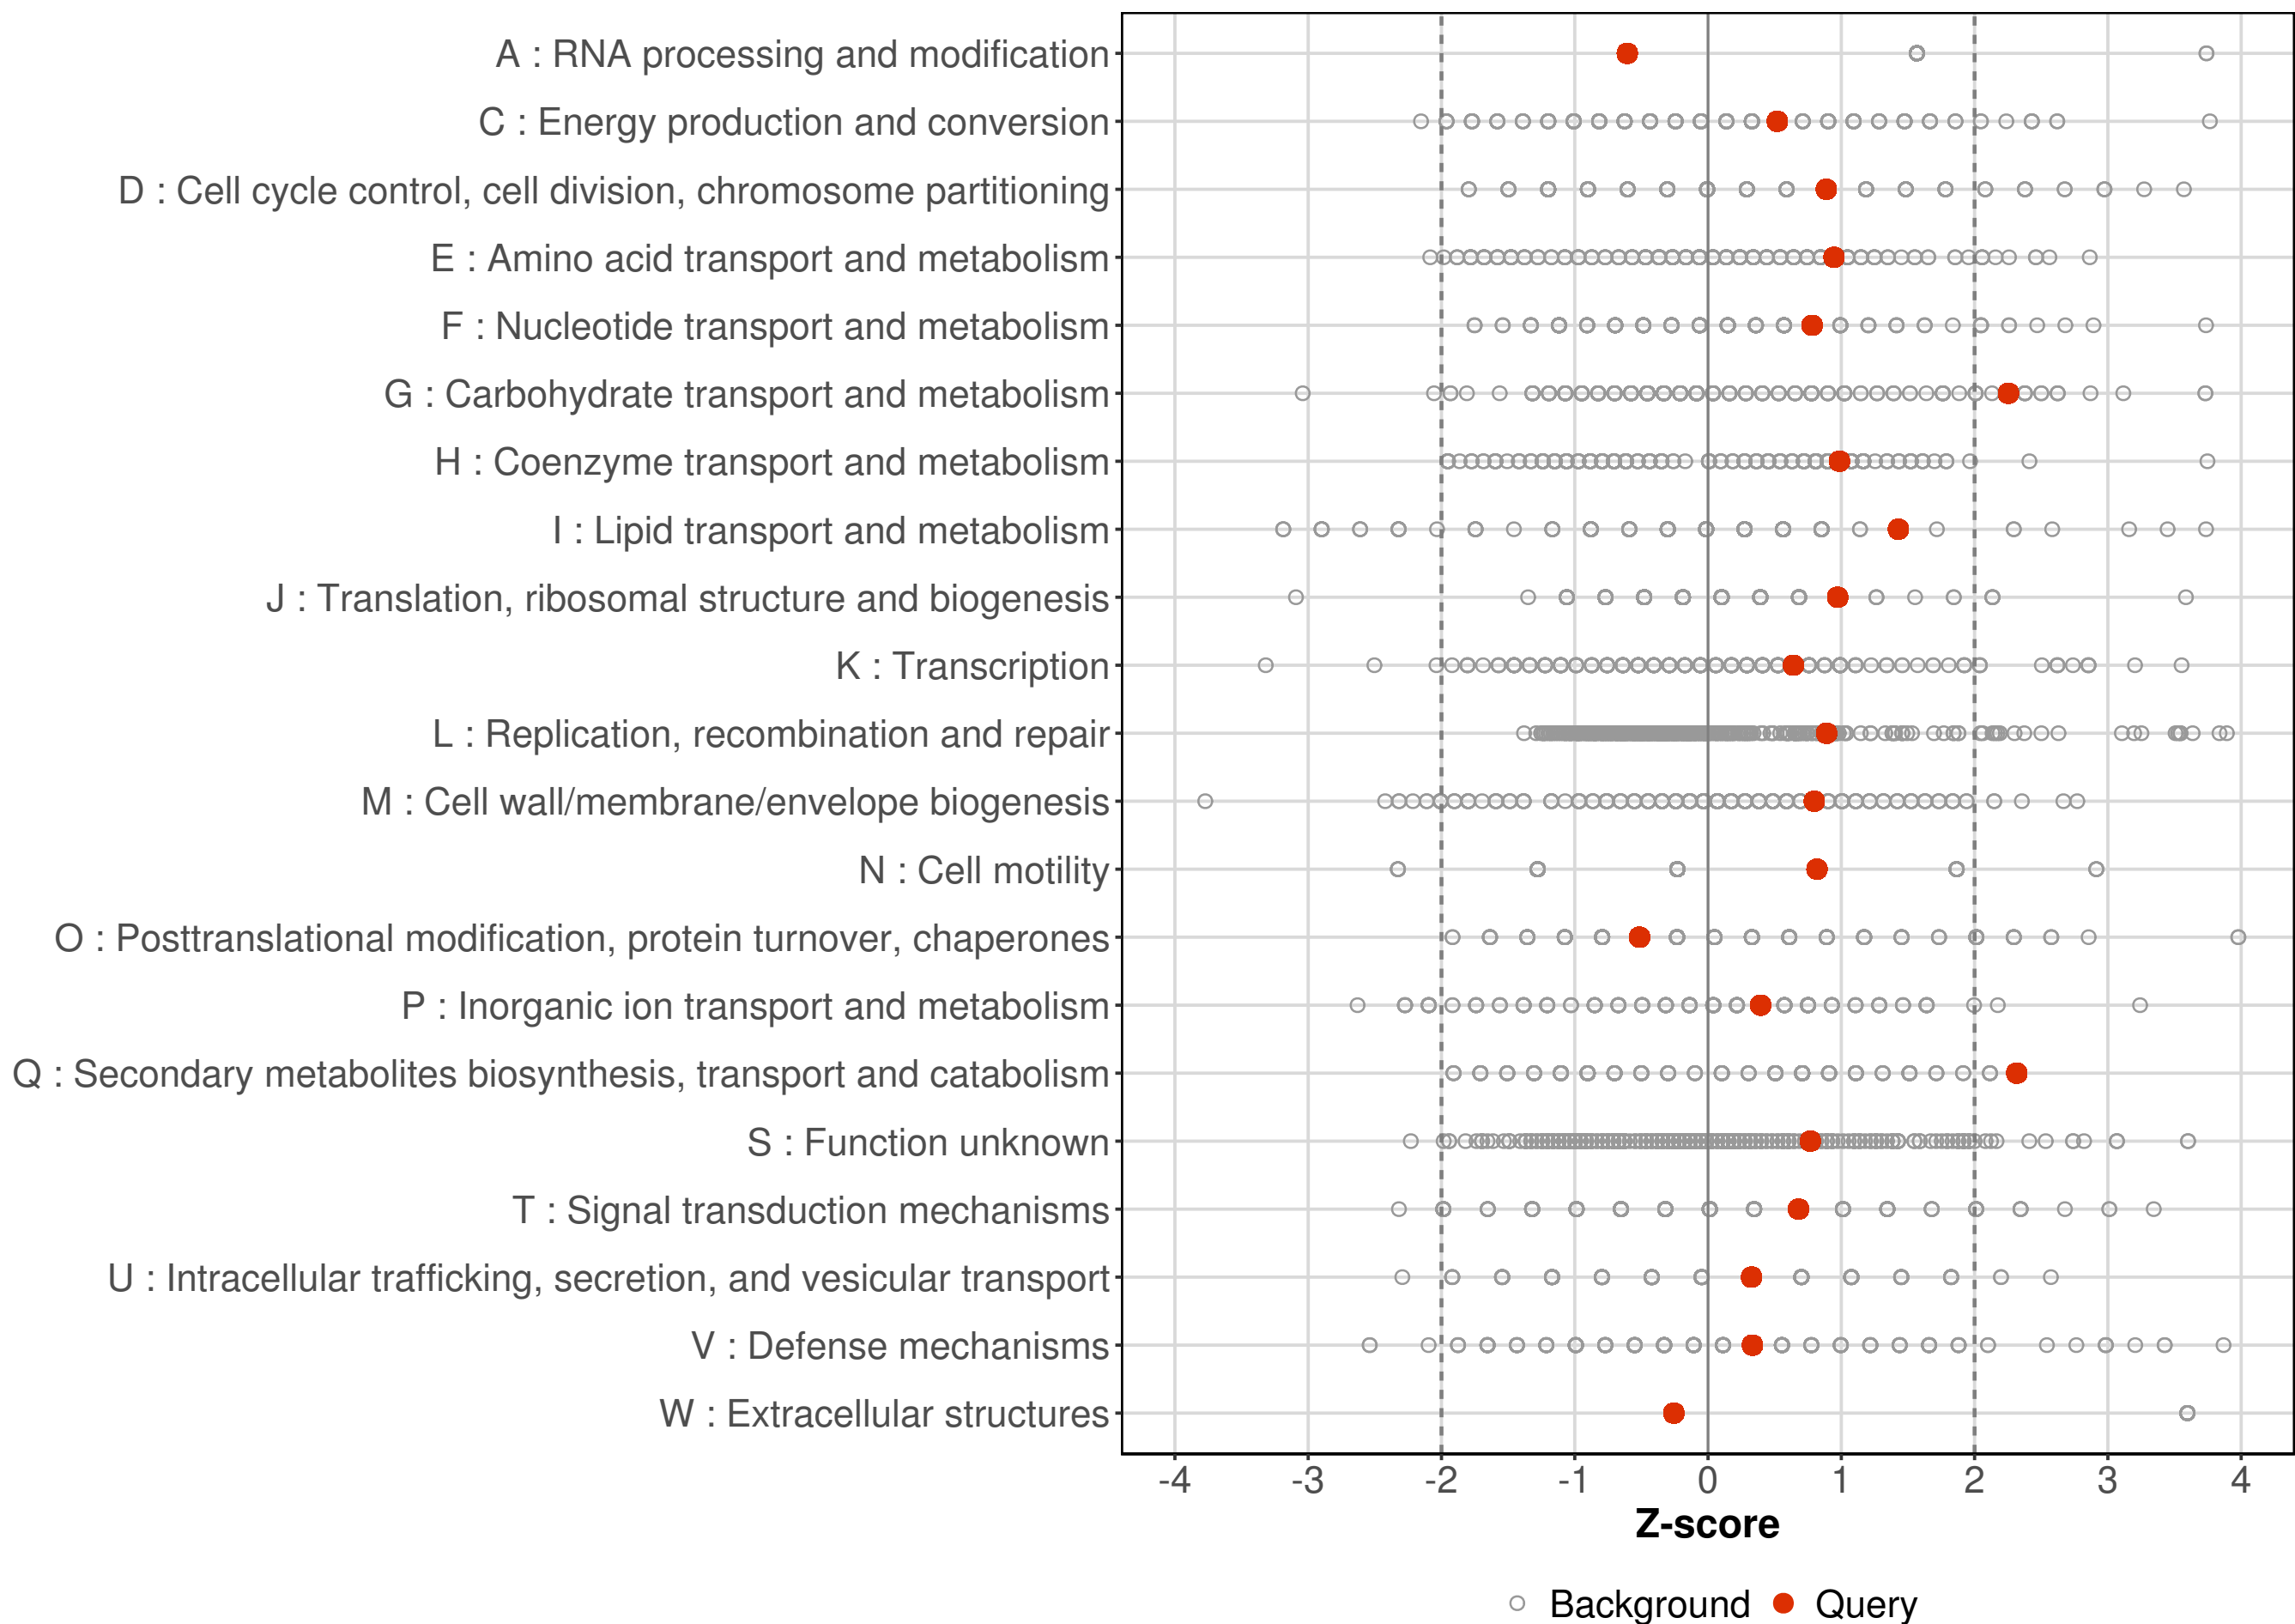 A : RNA processing and modification
C : Energy production and conversion
D : Cell cycle control, cell division, chromosome partitioning
E : Amino acid transport and metabolism
F : Nucleotide transport and metabolism
G : Carbohydrate transport and metabolism
H : Coenzyme transport and metabolism
I : Lipid transport and metabolism
J : Translation, ribosomal structure and biogenesis
K : Transcription
L : Replication, recombination and repair
M : Cell wall/membrane/envelope biogenesis
N : Cell motility
O : Posttranslational modification, protein turnover, chaperones
P : Inorganic ion transport and metabolism
Q : Secondary metabolites biosynthesis, transport and catabolism
S : Function unknown
T : Signal transduction mechanisms
U : Intracellular trafficking, secretion, and vesicular transport
V : Defense mechanisms
W : Extracellular structures
-4 -3 -2 -1 0 1 2 3 4
Z-score
Background Query